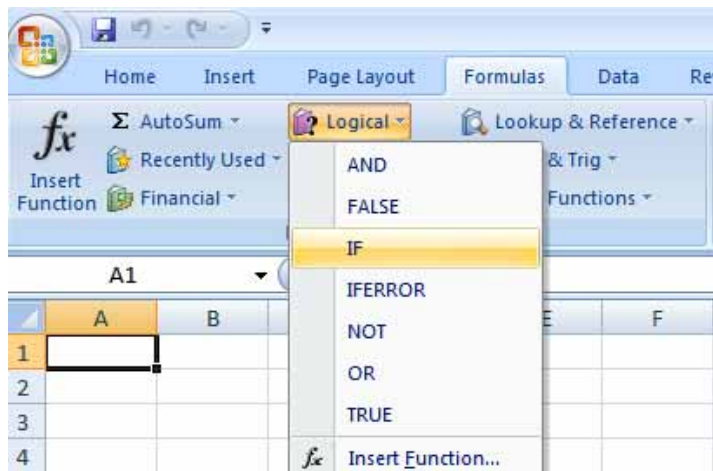 Home Insert Page Layout Formulas Data Re
fx Insert Function
Σ AutoSum
Recently Used
Financial
Logical
Lookup & Reference
& Trig
Functions
AND
FALSE
IF
IFERROR
NOT
OR
TRUE
fx Insert Function...
A1
A B E F
1
2
3
4